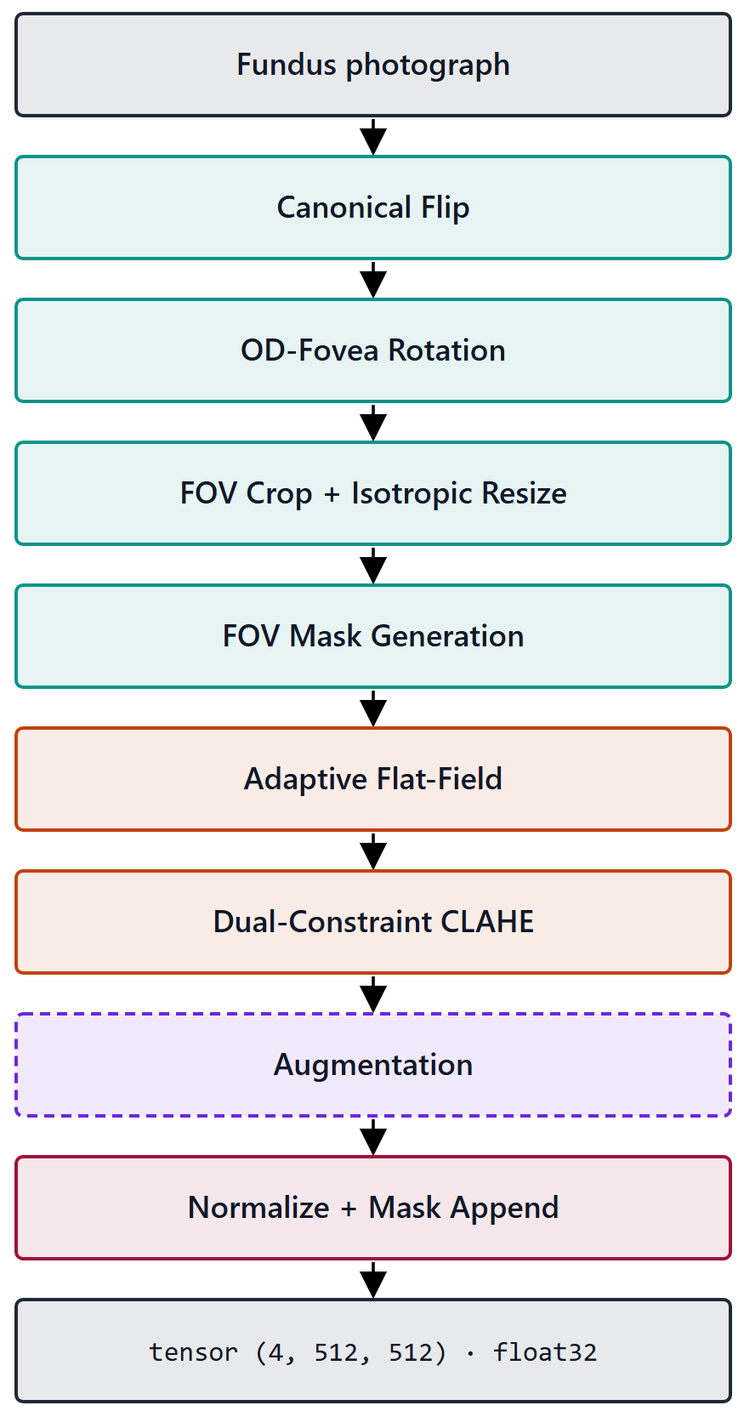 Fundus photograph
Canonical Flip
OD-Fovea Rotation
FOV Crop + Isotropic Resize
FOV Mask Generation
Adaptive Flat-Field
Dual-Constraint CLAHE
Augmentation
Normalize + Mask Append
tensor (4, 512, 512) · float32